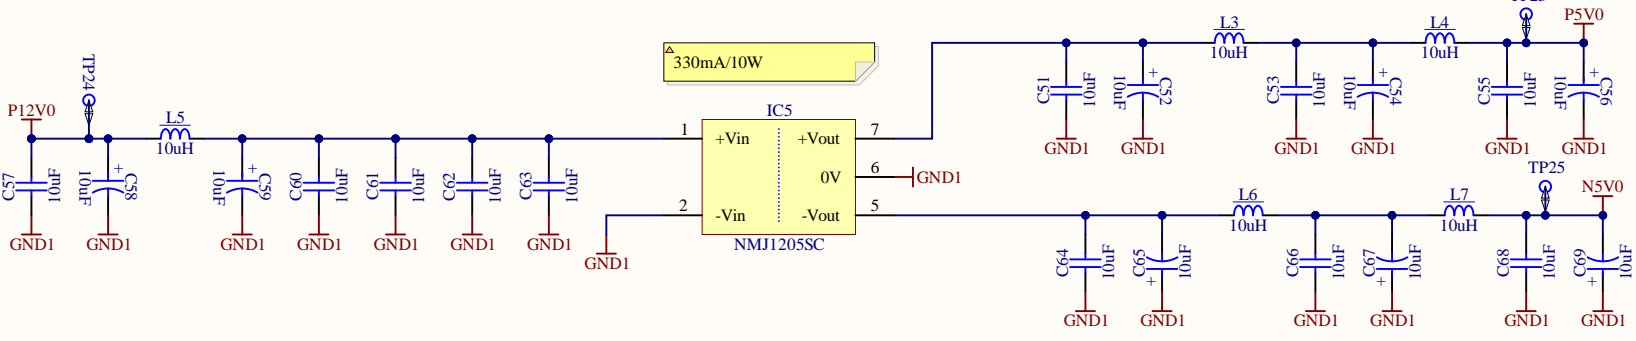 330mA/10W
P12V0
TP24
L5
10uH
C57
10uF
C58
10uF
C59
10uF
C60
10uF
C61
10uF
C62
10uF
C63
10uF
GND1
GND1
GND1
GND1
GND1
GND1
GND1
IC5
1
+Vin
+Vout
7
0V
6
GND1
2
-Vin
-Vout
5
NMJ1205SC
GND1
L3
10uH
L4
10uH
P5V0
C51
10uF
C52
10uF
C53
10uF
C54
10uF
C55
10uF
C56
10uF
GND1
GND1
GND1
GND1
GND1
GND1
L6
10uH
L7
10uH
TP25
N5V0
C64
10uF
C65
10uF
C66
10uF
C67
10uF
C68
10uF
C69
10uF
GND1
GND1
GND1
GND1
GND1
GND1